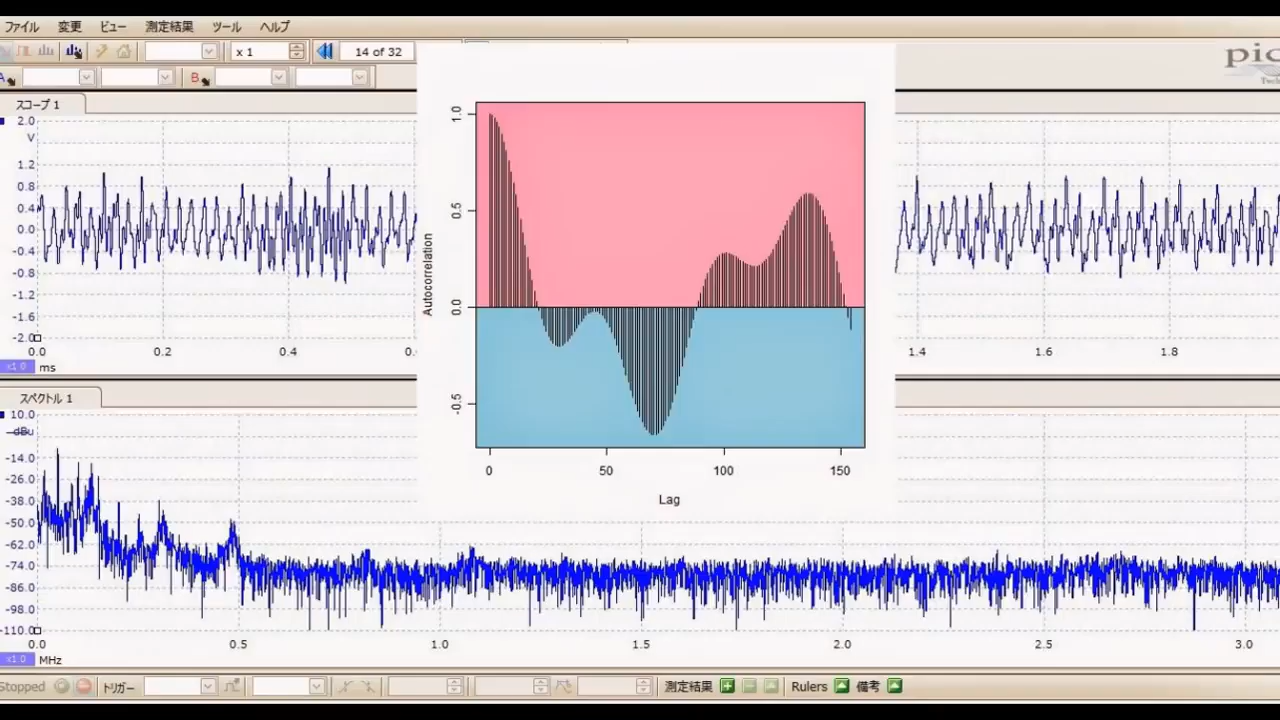 ファイル 変更 ビュー 測定結果 ツール ヘルプ
x 1 14 of 32
A B
スコープ 1
2.0
V
1.2
0.8
0.4
0.0
-0.4
-0.8
-1.2
-1.6
-2.0
0.0 0.2 0.4 1.4 1.6 1.8
x1.0 ms
Autocorrelation
1.0
0.5
0.0
-0.5
0 50 100 150
Lag
スペクトル 1
10.0
dBu
-14.0
-26.0
-38.0
-50.0
-62.0
-74.0
-86.0
-98.0
-110.0
0.0 0.5 1.0 1.5 2.0 2.5 3.0
x1.0 MHz
Stopped トリガー 測定結果 Rulers 備考